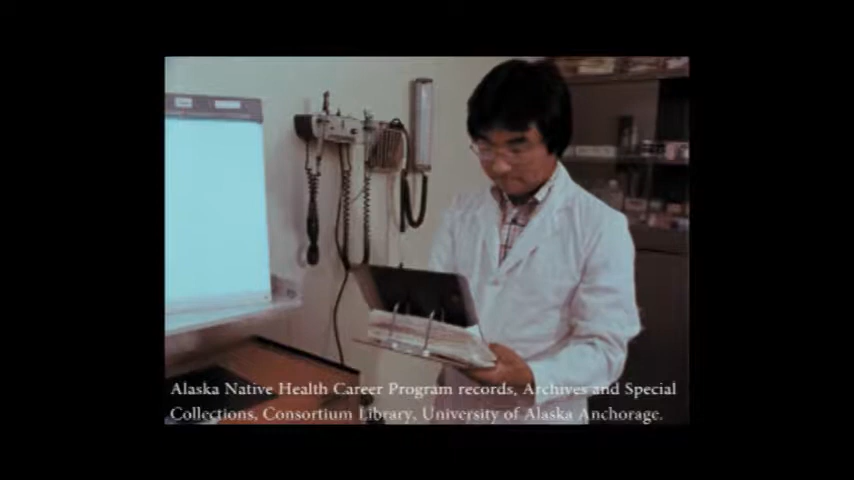 Alaska Native Health Career Program records, Archives and Special
Collections, Consortium Library, University of Alaska Anchorage.